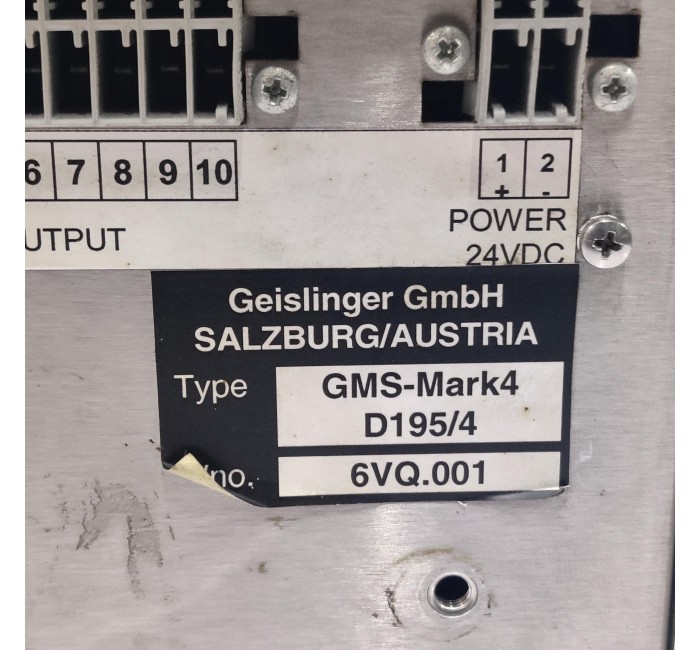 6 7 8 9 10
1 2
+ -
UTPUT
POWER
24VDC
Geislinger GmbH
SALZBURG/AUSTRIA
Type GMS-Mark4
D195/4
/no. 6VQ.001